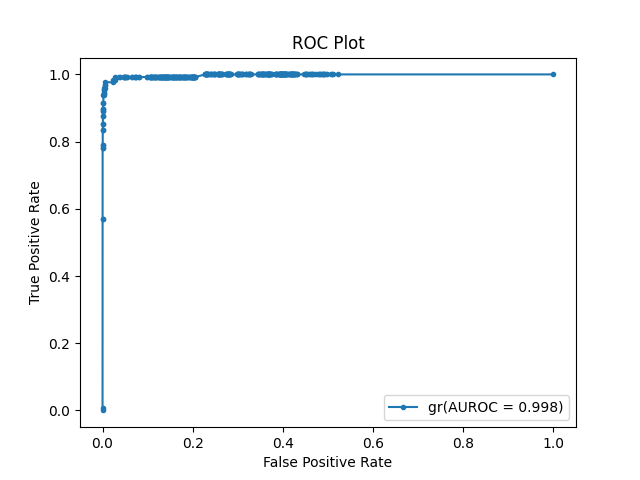 ROC Plot
True Positive Rate
1.0
0.8
0.6
0.4
0.2
0.0
gr(AUROC = 0.998)
0.0 0.2 0.4 0.6 0.8 1.0
False Positive Rate